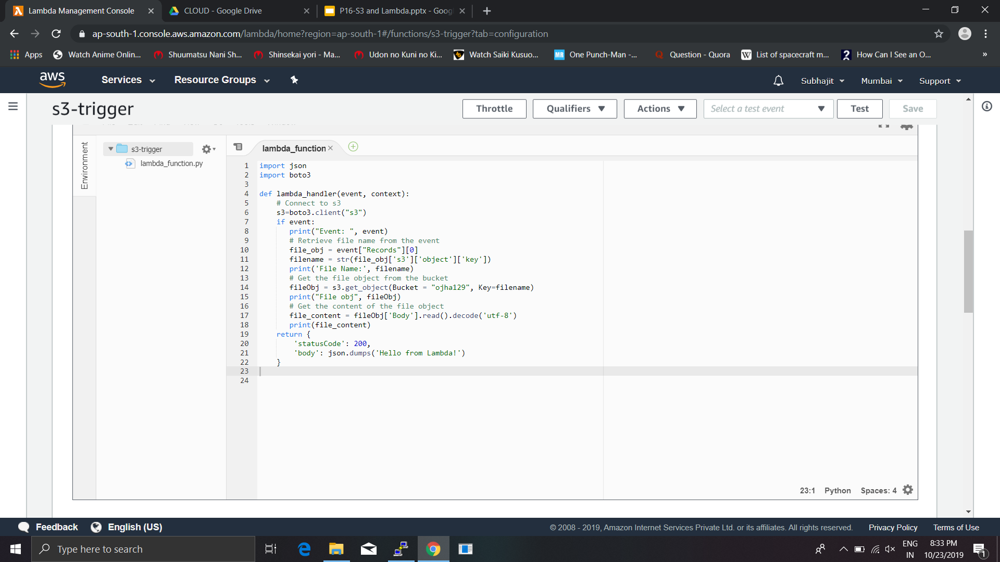 Lambda Management Console
CLOUD - Google Drive
P16-S3 and Lambda.pptx - Goog
ap-south-1.console.aws.amazon.com/lambda/home?region=ap-south-1#/functions/s3-trigger?tab=configuration
Apps
Watch Anime Onlin...
Shuumatsu Nani Sh...
Shinsekai yori - Ma...
Udon no Kuni no Ki...
Watch Saiki Kusuo...
MR
One Punch-Man -...
Question - Quora
W
List of spacecraft m...
How Can I See an O...
»
aws
Services
Resource Groups
Subhajit
Mumbai
Support
s3-trigger
Throttle
Qualifiers
Actions
Select a test event
Test
Save
Environment
s3-trigger
lambda_function.py
lambda_function
1 import json
2 import boto3
3
4 def lambda_handler(event, context):
5     # Connect to s3
6     s3=boto3.client("s3")
7     if event:
8        print("Event: ", event)
9        # Retrieve file name from the event
10        file_obj = event["Records"][0]
11        filename = str(file_obj['s3']['object']['key'])
12        print('File Name:', filename)
13        # Get the file object from the bucket
14        fileObj = s3.get_object(Bucket = "ojha129", Key=filename)
15        print("File obj", fileObj)
16        # Get the content of the file object
17        file_content = fileObj['Body'].read().decode('utf-8')
18        print(file_content)
19     return {
20         'statusCode': 200,
21         'body': json.dumps('Hello from Lambda!')
22     }
23
24
23:1 Python Spaces: 4
Feedback
English (US)
© 2008 - 2019, Amazon Internet Services Private Ltd. or its affiliates. All rights reserved.
Privacy Policy
Terms of Use
Type here to search
ENG
IN
8:33 PM
10/23/2019
1